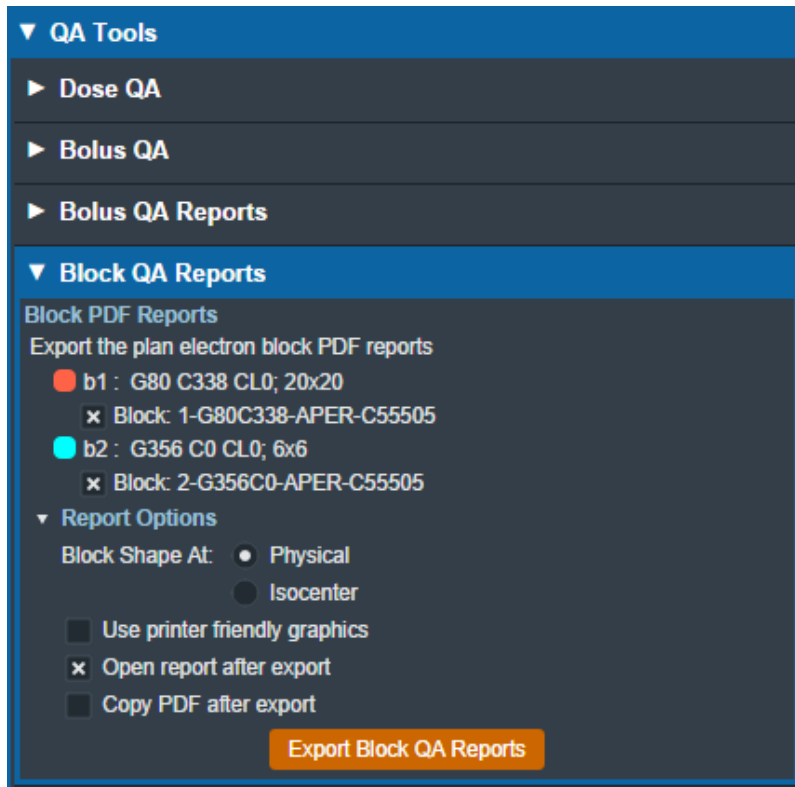 QA Tools
Dose QA
Bolus QA
Bolus QA Reports
Block QA Reports
Block PDF Reports
Export the plan electron block PDF reports
b1 : G80 C338 CL0; 20x20
Block: 1-G80C338-APER-C55505
b2 : G356 C0 CL0; 6x6
Block: 2-G356C0-APER-C55505
Report Options
Block Shape At: Physical
Isocenter
Use printer friendly graphics
Open report after export
Copy PDF after export
Export Block QA Reports